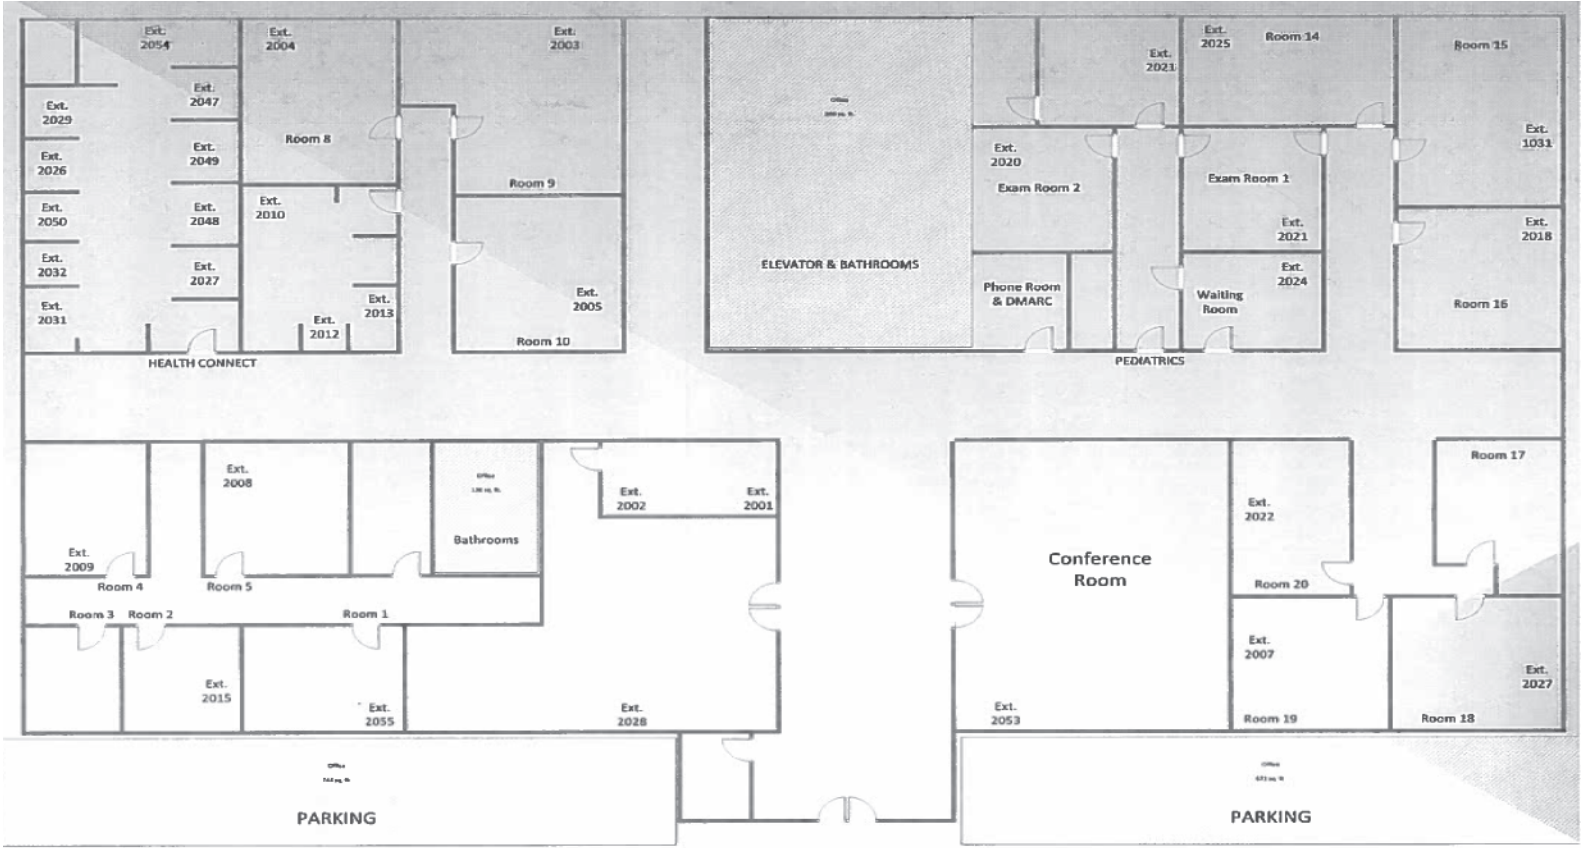 Ext.
2054
Ext.
2004
Ext.
2003
Ext.
2021
Ext.
2025
Room 14
Room 15
Ext.
2029
Ext.
2047
Room 8
Office
Ext.
1031
Ext.
2026
Ext.
2049
Room 9
Ext.
2020
Exam Room 2
Exam Room 1
Ext.
2050
Ext.
2048
Ext.
2010
Ext.
2021
Ext.
2018
Ext.
2032
Ext.
2027
ELEVATOR & BATHROOMS
Phone Room
& DMARC
Ext.
2024
Waiting
Room
Room 16
Ext.
2031
Ext.
2012
Ext.
2013
Ext.
2005
Room 10
HEALTH CONNECT
PEDIATRICS
Ext.
2009
Room 4
Ext.
2008
Room 5
Office
Bathrooms
Ext.
2002
Ext.
2001
Conference
Room
Ext.
2022
Room 20
Room 17
Room 3
Room 2
Room 1
Ext.
2015
Ext.
2055
Ext.
2028
Ext.
2053
Ext.
2007
Room 19
Ext.
2027
Room 18
Office
PARKING
Office
PARKING